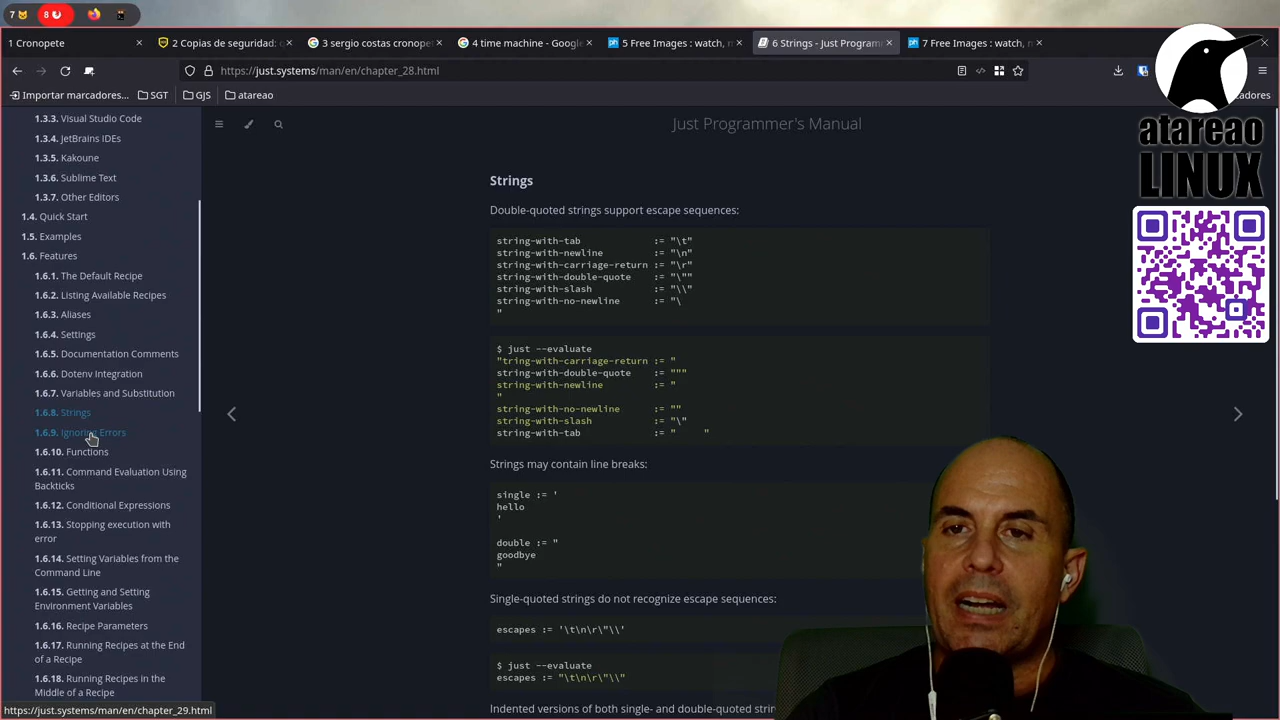 7
8
1 Cronopete
2 Copias de seguridad: q
3 sergio costas cronopet
4 time machine - Google
5 Free Images : watch, m
6 Strings - Just Program
7 Free Images : watch, m
https://just.systems/man/en/chapter_28.html
Importar marcadores...
SGT
GJS
atareao
cadores
atareao
LINUX
1.3.3. Visual Studio Code
1.3.4. JetBrains IDEs
1.3.5. Kakoune
1.3.6. Sublime Text
1.3.7. Other Editors
1.4. Quick Start
1.5. Examples
1.6. Features
1.6.1. The Default Recipe
1.6.2. Listing Available Recipes
1.6.3. Aliases
1.6.4. Settings
1.6.5. Documentation Comments
1.6.6. Dotenv Integration
1.6.7. Variables and Substitution
1.6.8. Strings
1.6.9. Ignoring Errors
1.6.10. Functions
1.6.11. Command Evaluation Using
Backticks
1.6.12. Conditional Expressions
1.6.13. Stopping execution with
error
1.6.14. Setting Variables from the
Command Line
1.6.15. Getting and Setting
Environment Variables
1.6.16. Recipe Parameters
1.6.17. Running Recipes at the End
of a Recipe
1.6.18. Running Recipes in the
Middle of a Recipe
https://just.systems/man/en/chapter_29.html
Just Programmer's Manual
Strings
Double-quoted strings support escape sequences:
string-with-tab := "\t"
string-with-newline := "\n"
string-with-carriage-return := "\r"
string-with-double-quote := "\""
string-with-slash := "\\"
string-with-no-newline := "\
"
$ just --evaluate
"tring-with-carriage-return := "
string-with-double-quote := """
string-with-newline := "
"
string-with-no-newline := ""
string-with-slash := "\"
string-with-tab := " "
Strings may contain line breaks:
single := '
hello
'
double := "
goodbye
"
Single-quoted strings do not recognize escape sequences:
escapes := '\t\n\r\"\\'
$ just --evaluate
escapes := "\t\n\r\"\\"
Indented versions of both single- and double-quoted strin